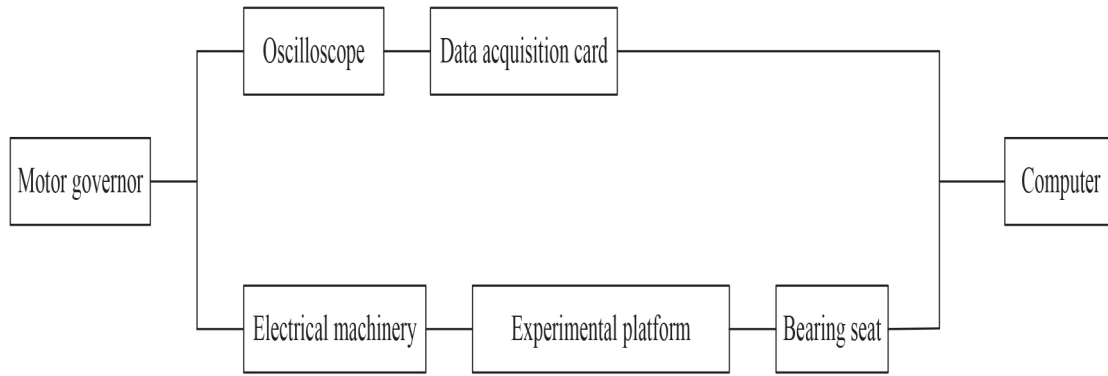 Oscilloscope
Data acquisition card
Motor governor
Computer
Electrical machinery
Experimental platform
Bearing seat